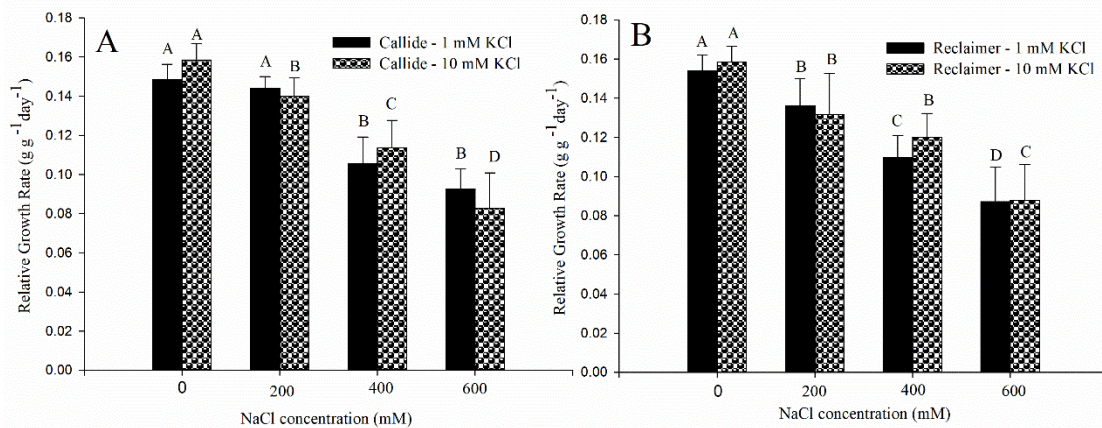 A
Callide - 1 mM KCl
Callide - 10 mM KCl
Relative Growth Rate (g g⁻¹day⁻¹)
0.18
0.16
0.14
0.12
0.10
0.08
0.06
0.04
0.02
0.00
A A
A B
B C
B D
0 200 400 600
NaCl concentration (mM)
B
Reclaimer - 1 mM KCl
Reclaimer - 10 mM KCl
Relative Growth Rate (g g⁻¹day⁻¹)
0.18
0.16
0.14
0.12
0.10
0.08
0.06
0.04
0.02
0.00
A A
B B
C B
D C
0 200 400 600
NaCl concentration (mM)